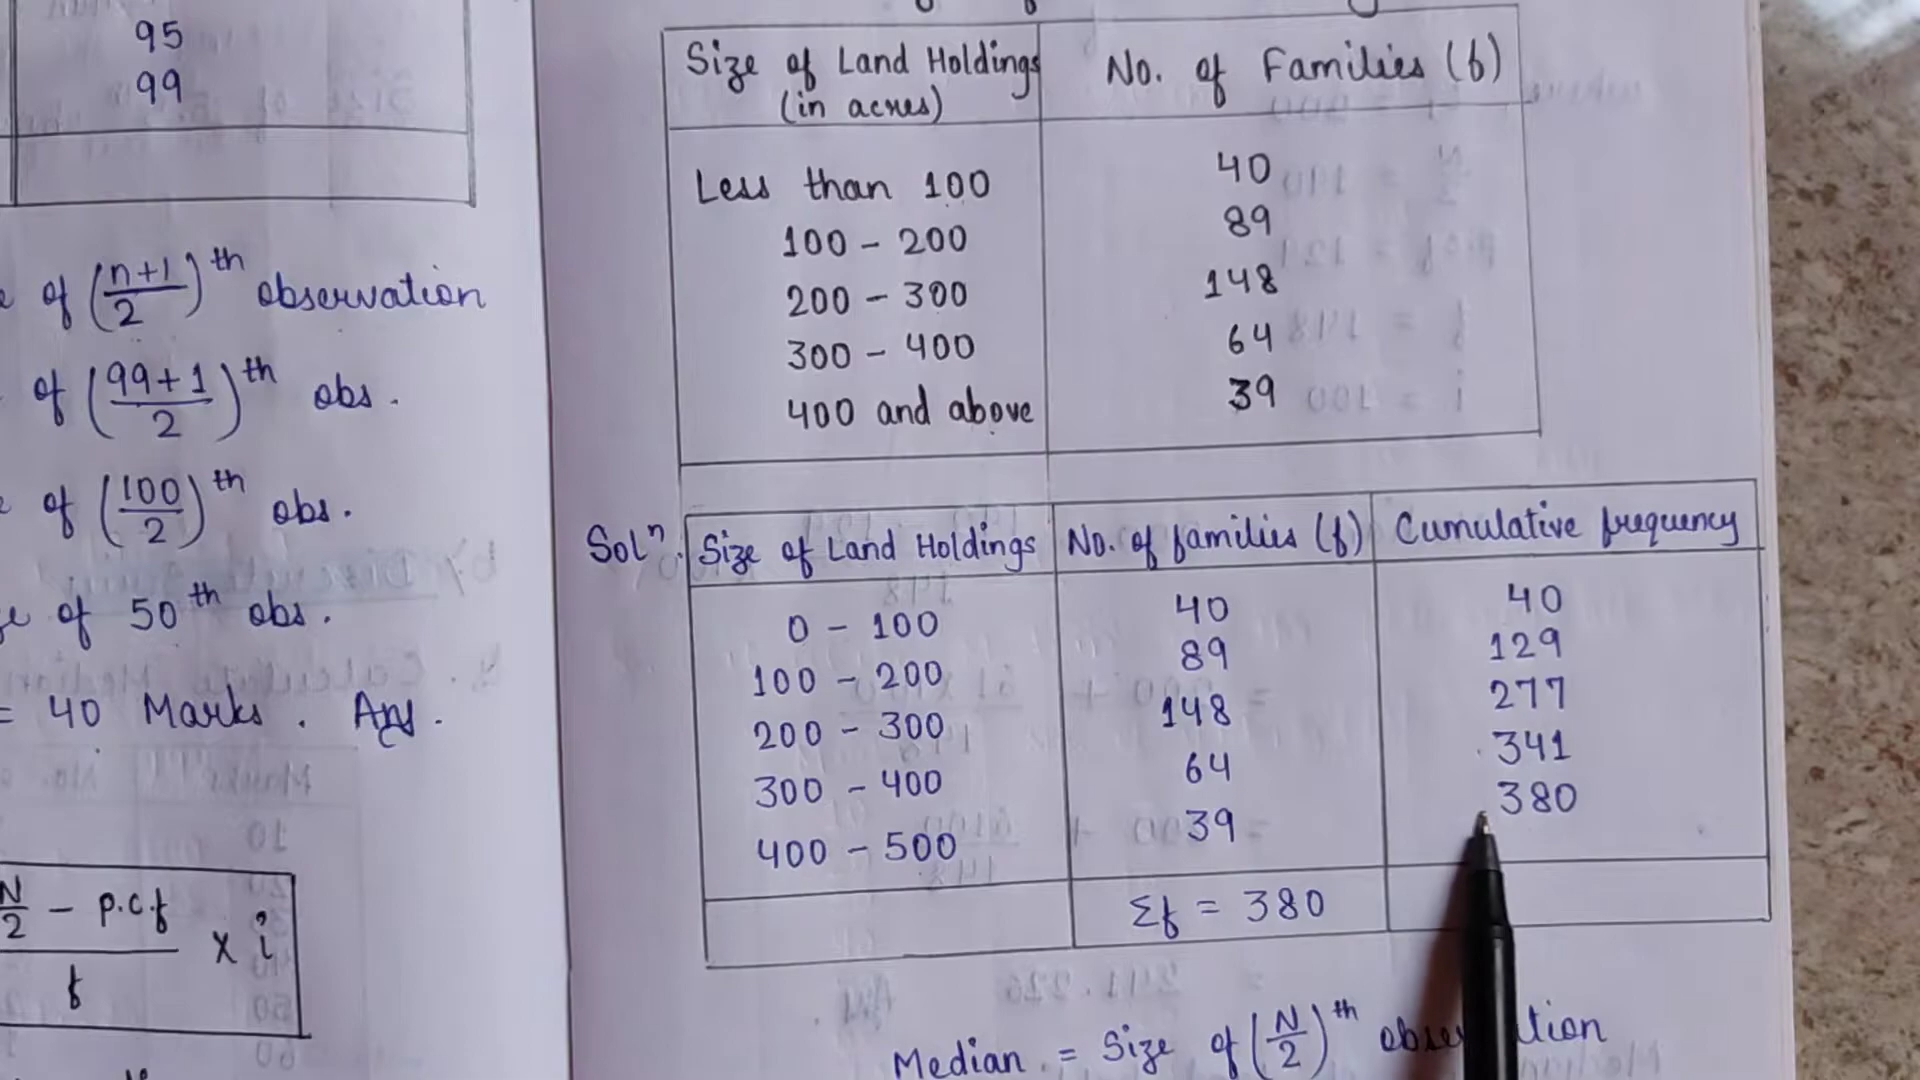 95
99
of (n+1/2)th observation
of (99+1/2)th obs.
of (100/2)th obs.
of 50th obs.
= 40 Marks. Ans.
N/2 - p.c.f / f x i
Size of Land Holdings (in acres) No. of Families (f)
Less than 100 40
100 - 200 89
200 - 300 148
300 - 400 64
400 and above 39
Soln. Size of Land Holdings No. of families (f) Cumulative frequency
0 - 100 40 40
100 - 200 89 129
200 - 300 148 277
300 - 400 64 341
400 - 500 39 380
Σf = 380
Median = Size of (N/2)th